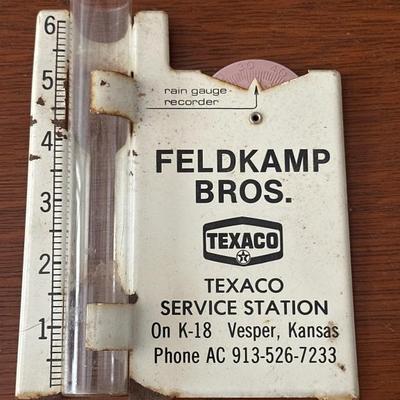 6
5
4
3
2
1
rain gauge
recorder
FELDKAMP
BROS.
TEXACO
TEXACO
SERVICE STATION
On K-18 Vesper, Kansas
Phone AC 913-526-7233